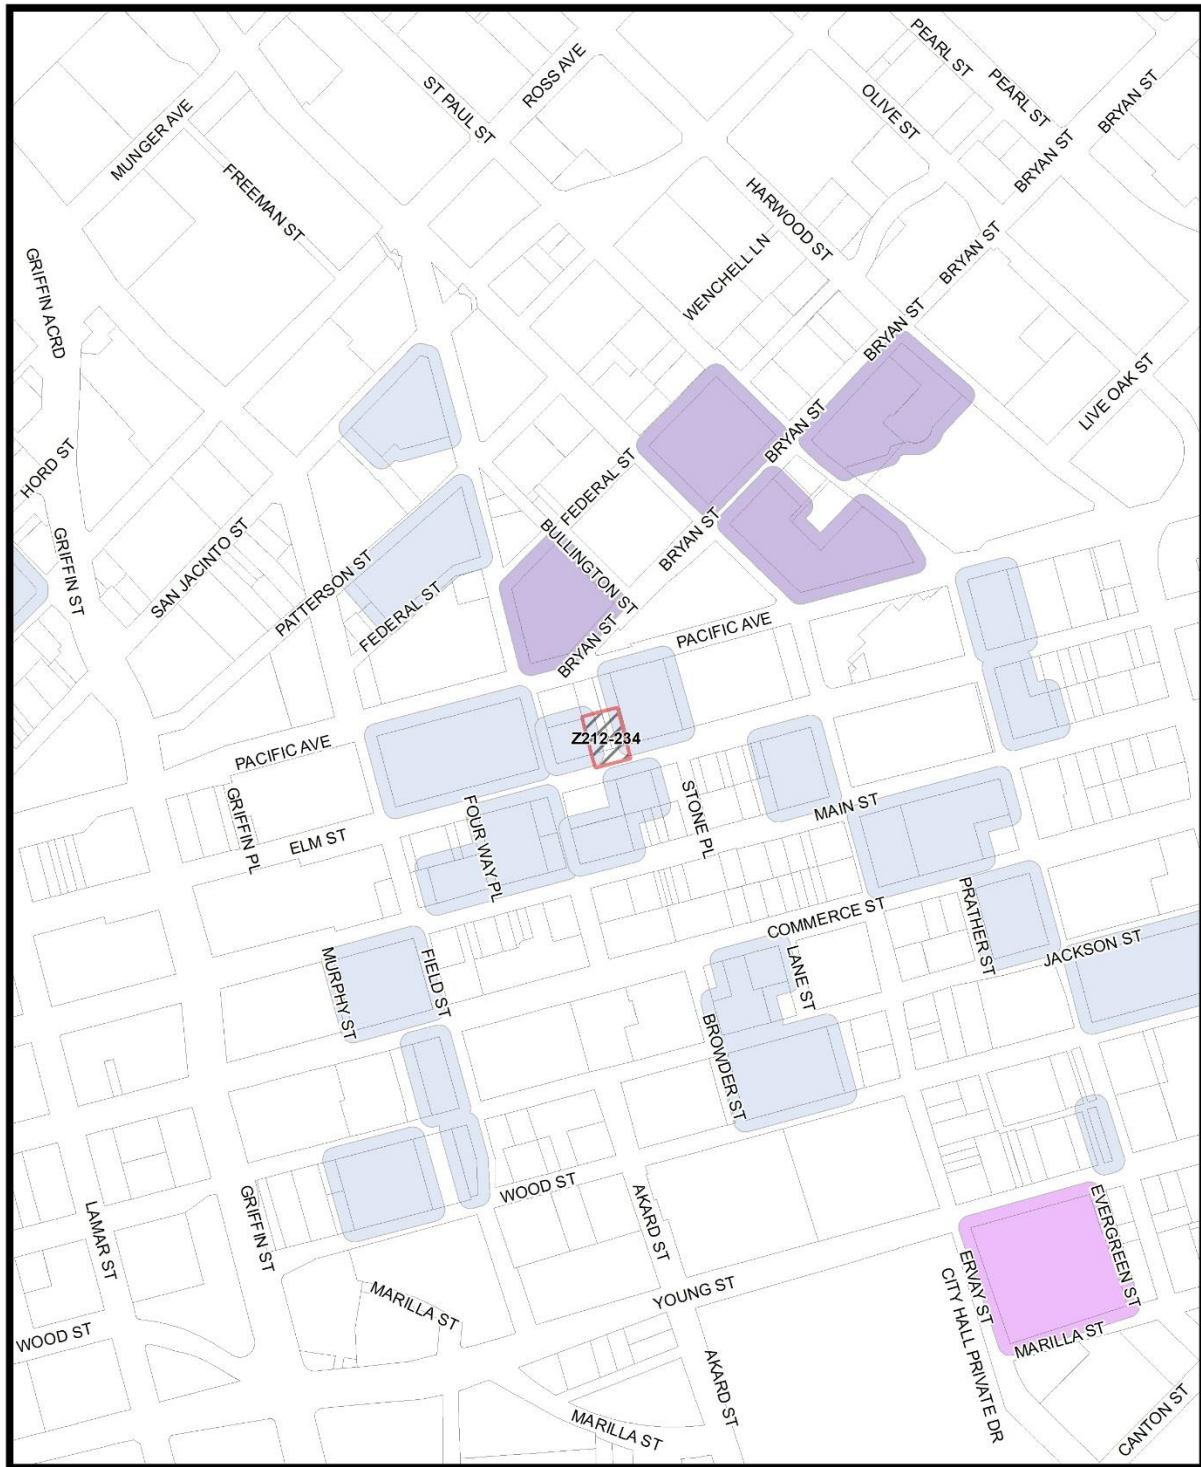 PEARL ST
PEARL ST
BRYAN ST
ROSS AVE
ST PAUL ST
OLIVE ST
MUNGER AVE
BRYAN ST
FREEMAN ST
HARWOOD ST
BRYAN ST
WENCHELL LN
GRIFFIN ACRD
BRYAN ST
LIVE OAK ST
BRYAN ST
HORD ST
FEDERAL ST
BRYAN ST
GRIFFIN ST
SAN JACINTO ST
BULLINGTON ST
PATTERSON ST
FEDERAL ST
PACIFIC AVE
BRYAN ST
PACIFIC AVE
Z212-234
GRIFFIN PL
ELM ST
FOUR WAY PL
STONE PL
MAIN ST
COMMERCE ST
PRATHER ST
JACKSON ST
MURPHY ST
FIELD ST
LANE ST
BROWDER ST
WOOD ST
LAMAR ST
GRIFFIN ST
AKARD ST
EVERGREEN ST
ERVAY ST
CITY HALL PRIVATE DR
YOUNG ST
MARILLA ST
WOOD ST
MARILLA ST
AKARD ST
CANTON ST
MARILLA ST